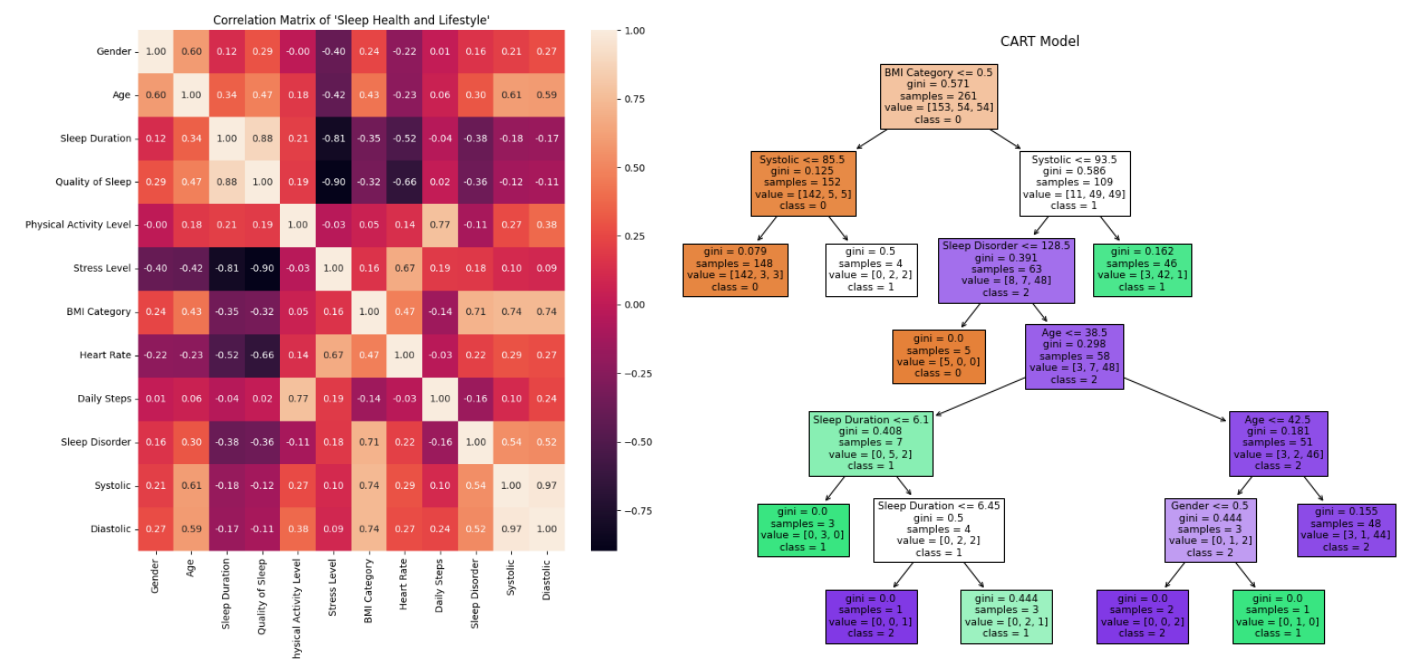 Correlation Matrix of 'Sleep Health and Lifestyle'
Gender 1.00 0.60 0.12 0.29 -0.00 -0.40 0.24 -0.22 0.01 0.16 0.21 0.27
Age 0.60 1.00 0.34 0.47 0.18 -0.42 0.43 -0.23 0.06 0.30 0.61 0.59
Sleep Duration 0.12 0.34 1.00 0.88 0.21 -0.81 -0.35 -0.52 -0.04 -0.38 -0.18 -0.17
Quality of Sleep 0.29 0.47 0.88 1.00 0.19 -0.90 -0.32 -0.66 0.02 -0.36 -0.12 -0.11
Physical Activity Level -0.00 0.18 0.21 0.19 1.00 -0.03 0.05 0.14 0.77 -0.11 0.27 0.38
Stress Level -0.40 -0.42 -0.81 -0.90 -0.03 1.00 0.16 0.67 0.19 0.18 0.10 0.09
BMI Category 0.24 0.43 -0.35 -0.32 0.05 0.16 1.00 0.47 -0.14 0.71 0.74 0.74
Heart Rate -0.22 -0.23 -0.52 -0.66 0.14 0.67 0.47 1.00 -0.03 0.22 0.29 0.27
Daily Steps 0.01 0.06 -0.04 0.02 0.77 0.19 -0.14 -0.03 1.00 -0.16 0.10 0.24
Sleep Disorder 0.16 0.30 -0.38 -0.36 -0.11 0.18 0.71 0.22 -0.16 1.00 0.54 0.52
Systolic 0.21 0.61 -0.18 -0.12 0.27 0.10 0.74 0.29 0.10 0.54 1.00 0.97
Diastolic 0.27 0.59 -0.17 -0.11 0.38 0.09 0.74 0.27 0.24 0.52 0.97 1.00
Gender
Age
Sleep Duration
Quality of Sleep
hysical Activity Level
Stress Level
BMI Category
Heart Rate
Daily Steps
Sleep Disorder
Systolic
Diastolic
1.00
0.75
0.50
0.25
0.00
−0.25
−0.50
−0.75
CART Model
BMI Category <= 0.5
gini = 0.571
samples = 261
value = [153, 54, 54]
class = 0
Systolic <= 85.5
gini = 0.125
samples = 152
value = [142, 5, 5]
class = 0
Systolic <= 93.5
gini = 0.586
samples = 109
value = [11, 49, 49]
class = 1
gini = 0.079
samples = 148
value = [142, 3, 3]
class = 0
gini = 0.5
samples = 4
value = [0, 2, 2]
class = 1
Sleep Disorder <= 128.5
gini = 0.391
samples = 63
value = [8, 7, 48]
class = 2
gini = 0.162
samples = 46
value = [3, 42, 1]
class = 1
gini = 0.0
samples = 5
value = [5, 0, 0]
class = 0
Age <= 38.5
gini = 0.298
samples = 58
value = [3, 7, 48]
class = 2
Sleep Duration <= 6.1
gini = 0.408
samples = 7
value = [0, 5, 2]
class = 1
Age <= 42.5
gini = 0.181
samples = 51
value = [3, 2, 46]
class = 2
gini = 0.0
samples = 3
value = [0, 3, 0]
class = 1
Sleep Duration <= 6.45
gini = 0.5
samples = 4
value = [0, 2, 2]
class = 1
Gender <= 0.5
gini = 0.444
samples = 3
value = [0, 1, 2]
class = 2
gini = 0.155
samples = 48
value = [3, 1, 44]
class = 2
gini = 0.0
samples = 1
value = [0, 0, 1]
class = 2
gini = 0.444
samples = 3
value = [0, 2, 1]
class = 1
gini = 0.0
samples = 2
value = [0, 0, 2]
class = 2
gini = 0.0
samples = 1
value = [0, 1, 0]
class = 1